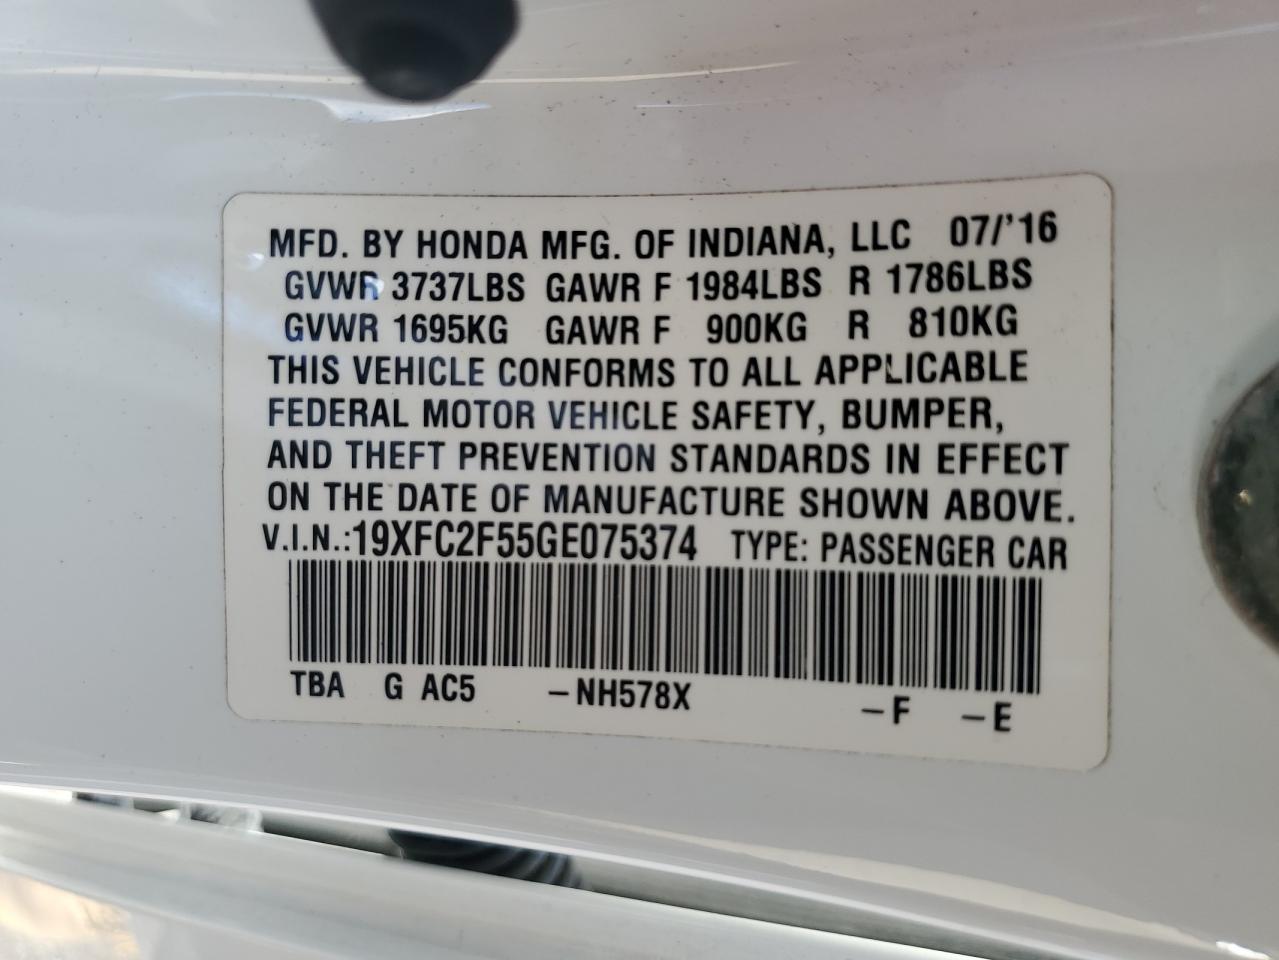 MFD. BY HONDA MFG. OF INDIANA, LLC 07/'16
GVWR 3737LBS GAWR F 1984LBS R 1786LBS
GVWR 1695KG GAWR F 900KG R 810KG
THIS VEHICLE CONFORMS TO ALL APPLICABLE
FEDERAL MOTOR VEHICLE SAFETY, BUMPER,
AND THEFT PREVENTION STANDARDS IN EFFECT
ON THE DATE OF MANUFACTURE SHOWN ABOVE.
V.I.N.:19XFC2F55GE075374 TYPE: PASSENGER CAR
TBA G AC5 –NH578X –F –E